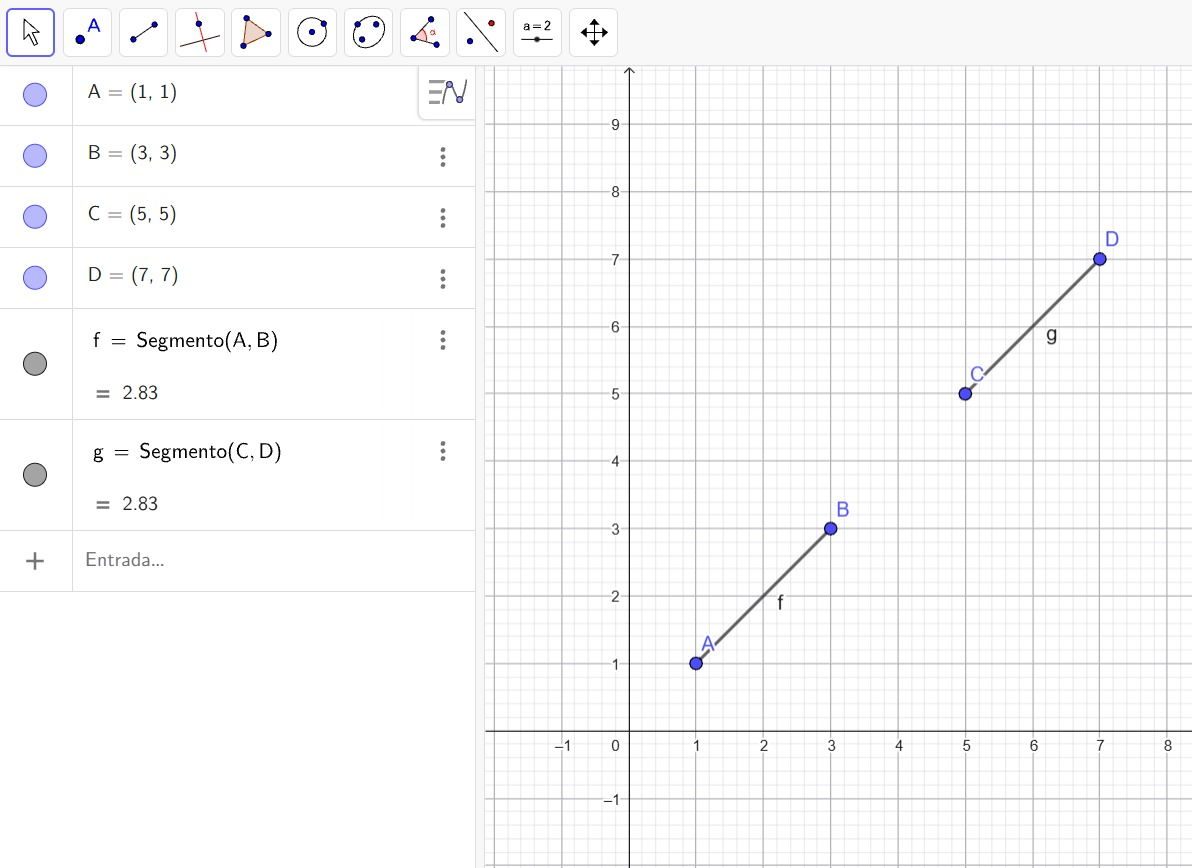 A
α
a=2
A = (1, 1)
B = (3, 3)
C = (5, 5)
D = (7, 7)
f = Segmento(A, B)
= 2.83
g = Segmento(C, D)
= 2.83
+ Entrada...
9
8
D
7
6
g
C
5
4
B
3
2
f
A
1
−1 0 1 2 3 4 5 6 7 8
−1